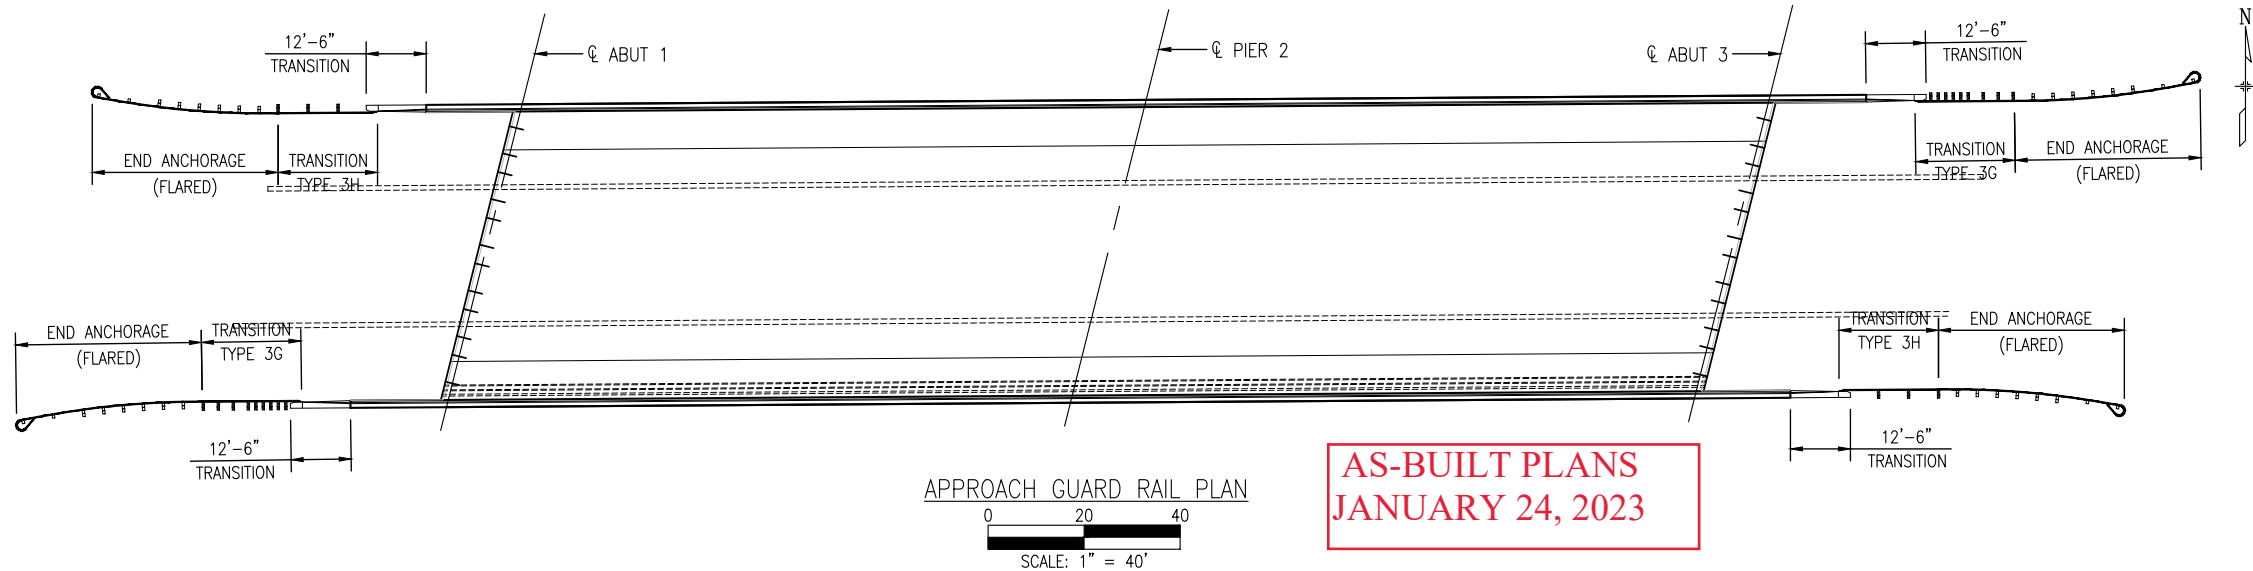 12'-6"
TRANSITION
℄ ABUT 1
℄ PIER 2
℄ ABUT 3
12'-6"
TRANSITION
N
END ANCHORAGE
(FLARED)
TRANSITION
TYPE 3H
TRANSITION
TYPE 3G
END ANCHORAGE
(FLARED)
END ANCHORAGE
(FLARED)
TRANSITION
TYPE 3G
TRANSITION
TYPE 3H
END ANCHORAGE
(FLARED)
12'-6"
TRANSITION
12'-6"
TRANSITION
APPROACH GUARD RAIL PLAN
0 20 40
SCALE: 1" = 40'
AS-BUILT PLANS
JANUARY 24, 2023